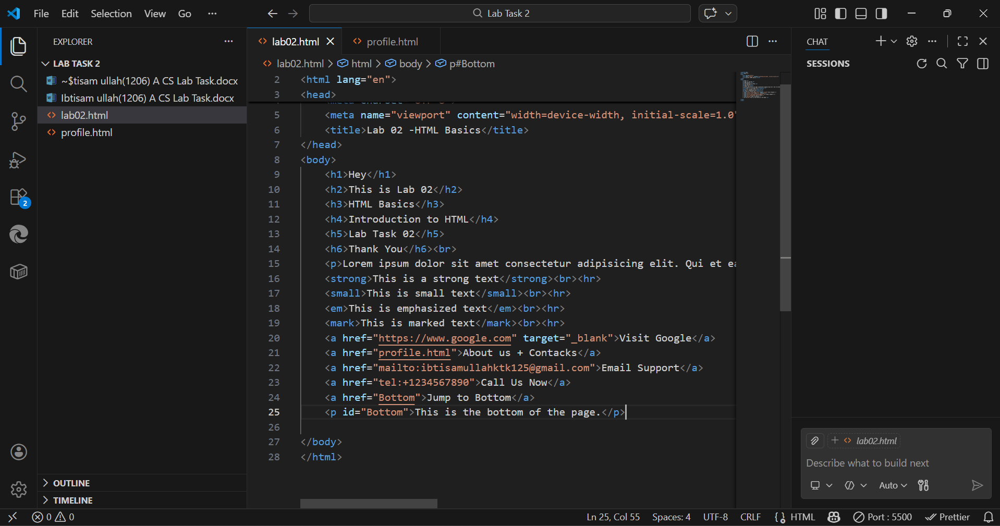 File Edit Selection View Go ··· Lab Task 2
EXPLORER ···
LAB TASK 2
~$tisam ullah(1206) A CS Lab Task.docx
Ibtisam ullah(1206) A CS Lab Task.docx
lab02.html
profile.html
2
OUTLINE
TIMELINE
lab02.html profile.html
lab02.html > html > body > p#Bottom
2 <html lang="en">
3 <head>
5 <meta name="viewport" content="width=device-width, initial-scale=1.0"
6 <title>Lab 02 -HTML Basics</title>
7 </head>
8 <body>
9 <h1>Hey</h1>
10 <h2>This is Lab 02</h2>
11 <h3>HTML Basics</h3>
12 <h4>Introduction to HTML</h4>
13 <h5>Lab Task 02</h5>
14 <h6>Thank You</h6><br>
15 <p>Lorem ipsum dolor sit amet consectetur adipisicing elit. Qui et
16 <strong>This is a strong text</strong><br><hr>
17 <small>This is small text</small><br><hr>
18 <em>This is emphasized text</em><br><hr>
19 <mark>This is marked text</mark><br><hr>
20 <a href="https://www.google.com" target="_blank">Visit Google</a>
21 <a href="profile.html">About us + Contacks</a>
22 <a href="mailto:ibtisamullahktk125@gmail.com">Email Support</a>
23 <a href="tel:+1234567890">Call Us Now</a>
24 <a href="Bottom">Jump to Bottom</a>
25 <p id="Bottom">This is the bottom of the page.</p>
26
27 </body>
28 </html>
CHAT
SESSIONS
lab02.html
Describe what to build next
Auto
0 0 Ln 25, Col 55 Spaces: 4 UTF-8 CRLF HTML Port : 5500 Prettier